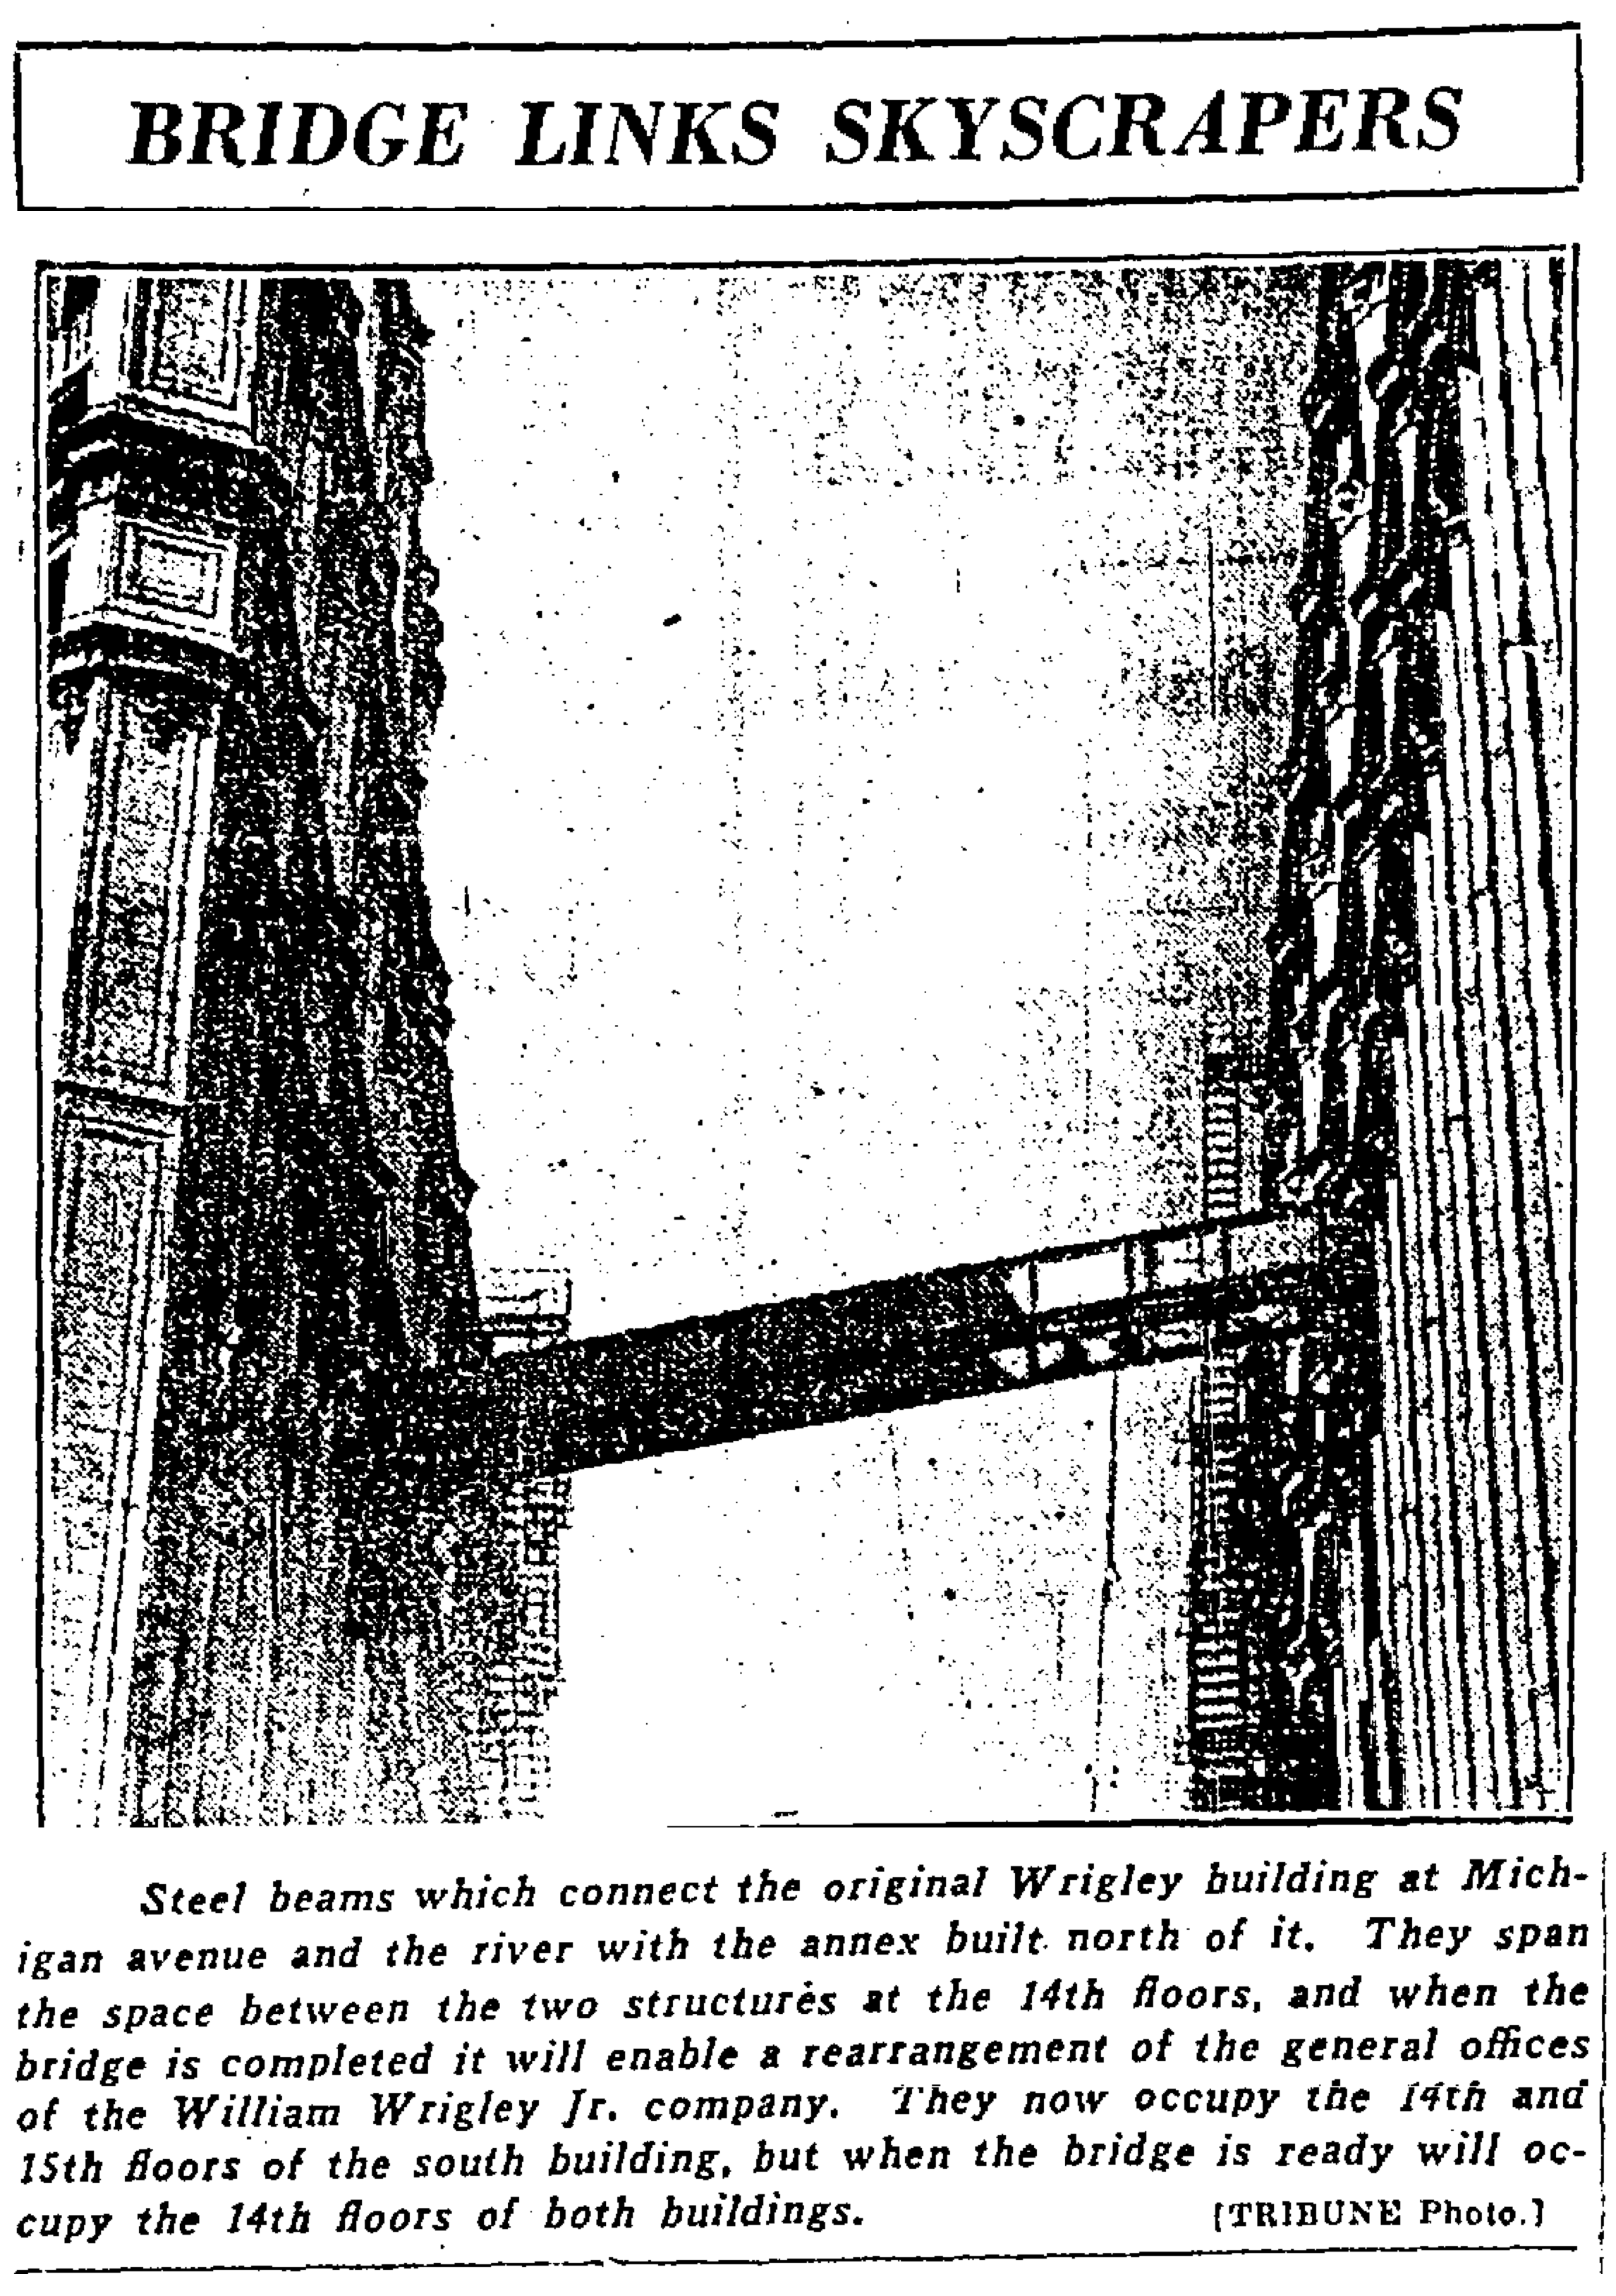 BRIDGE LINKS SKYSCRAPERS
Steel beams which connect the original Wrigley building at Mich-
igan avenue and the river with the annex built north of it. They span
the space between the two structures at the 14th floors, and when the
bridge is completed it will enable a rearrangement of the general offices
of the William Wrigley Jr. company. They now occupy the 14th and
15th floors of the south building, but when the bridge is ready will oc-
cupy the 14th floors of both buildings. [TRIBUNE Photo.]